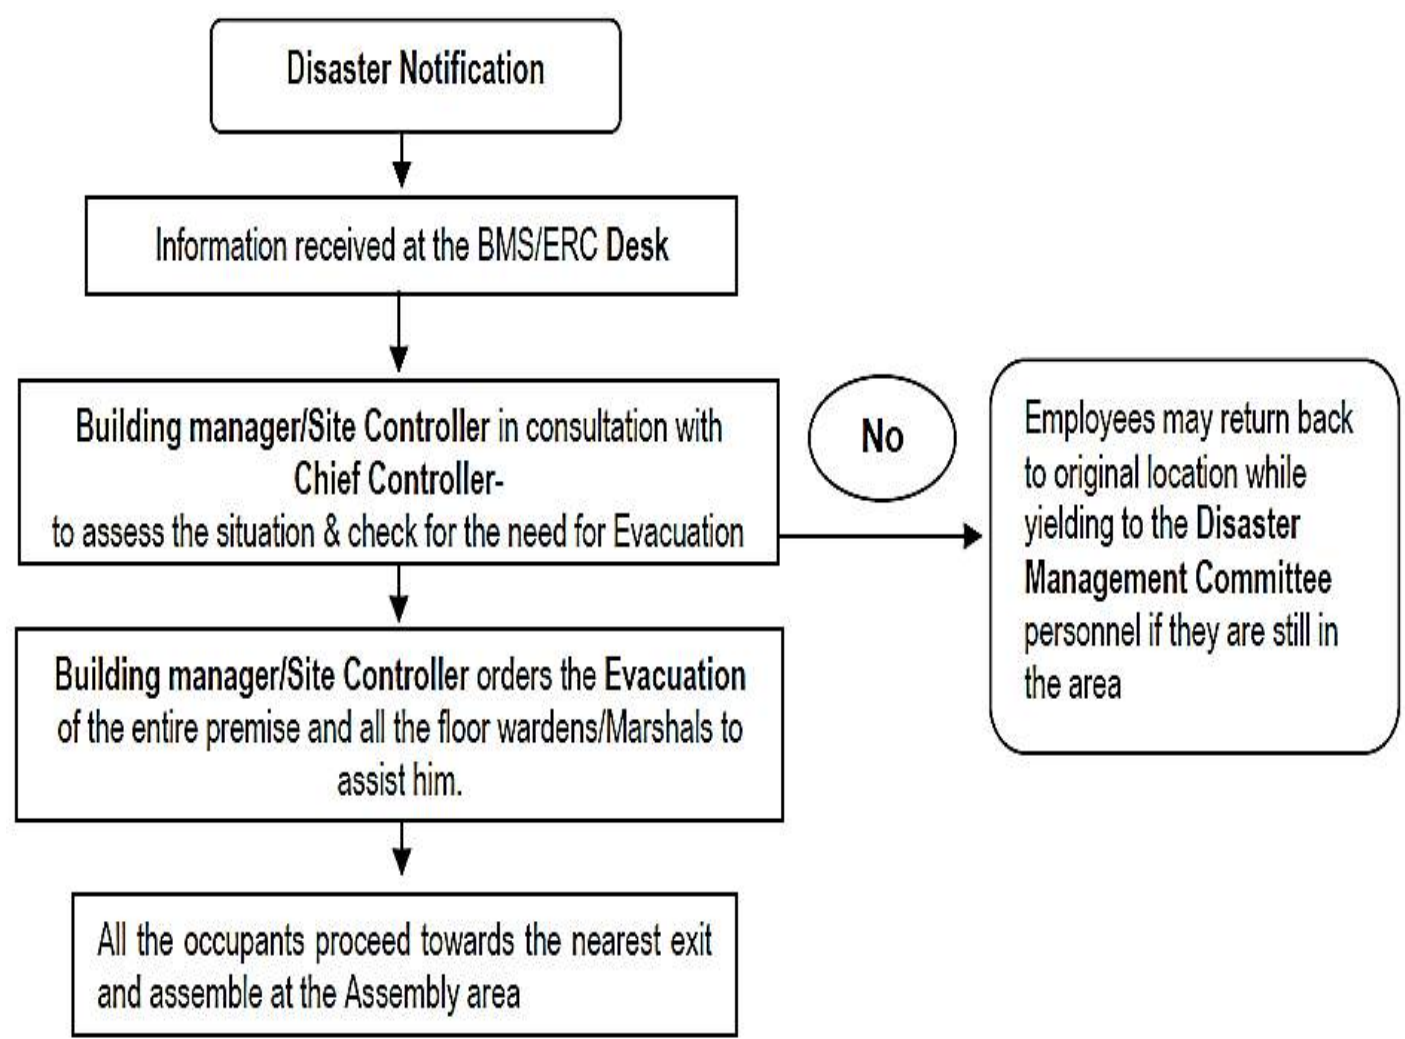 Disaster Notification
Information received at the BMS/ERC Desk
Building manager/Site Controller in consultation with
Chief Controller-
to assess the situation & check for the need for Evacuation
No
Employees may return back
to original location while
yielding to the Disaster
Management Committee
personnel if they are still in
the area
Building manager/Site Controller orders the Evacuation
of the entire premise and all the floor wardens/Marshals to
assist him.
All the occupants proceed towards the nearest exit
and assemble at the Assembly area